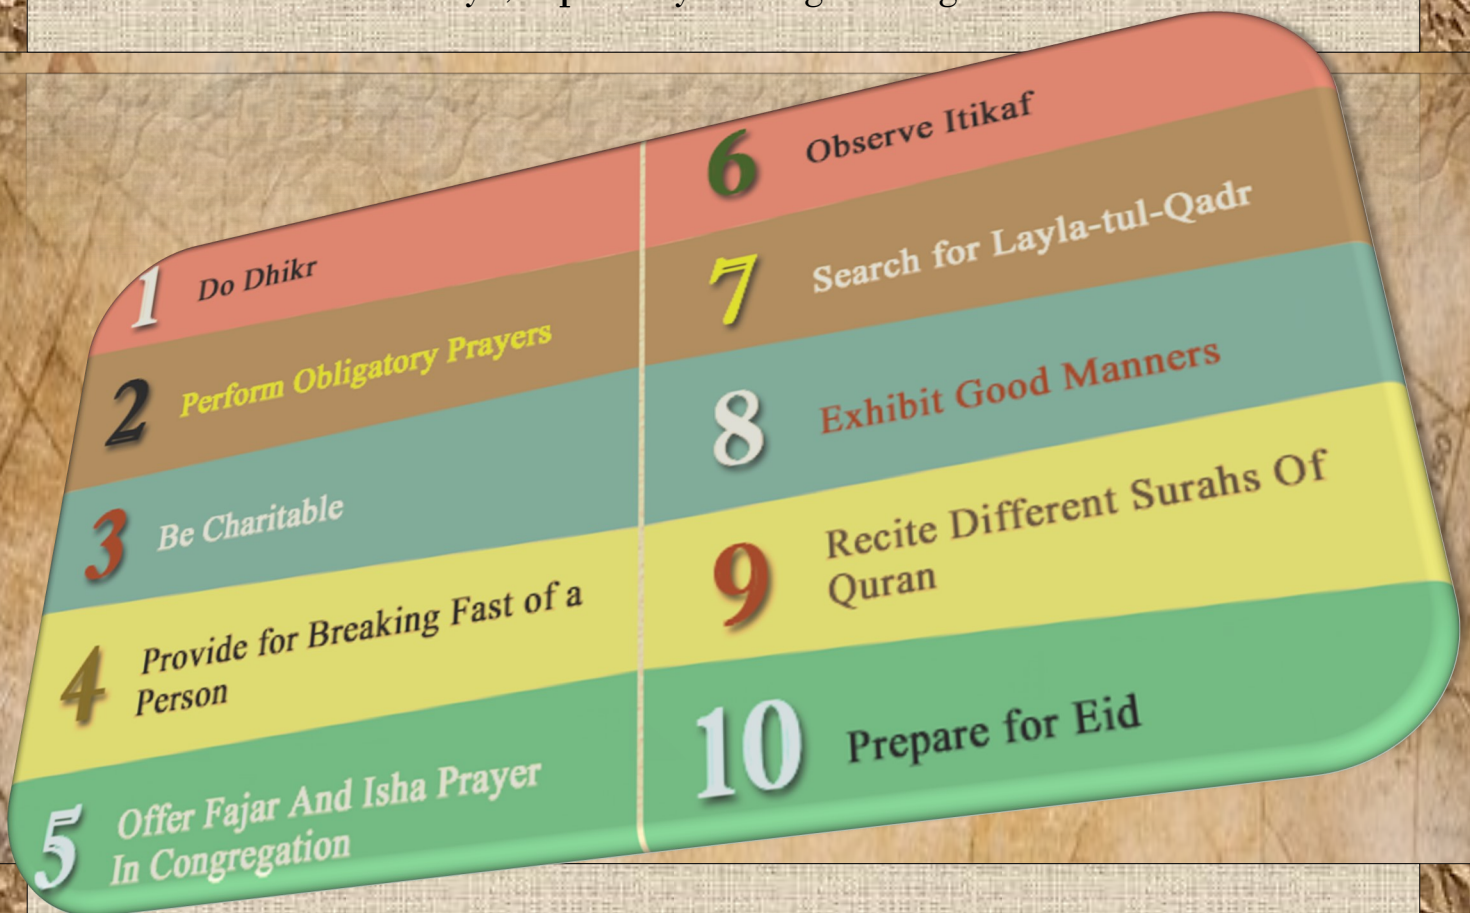 1 Do Dhikr
2 Perform Obligatory Prayers
3 Be Charitable
4 Provide for Breaking Fast of a
Person
5 Offer Fajar And Isha Prayer
In Congregation
6 Observe Itikaf
7 Search for Layla-tul-Qadr
8 Exhibit Good Manners
9 Recite Different Surahs Of
Quran
10 Prepare for Eid